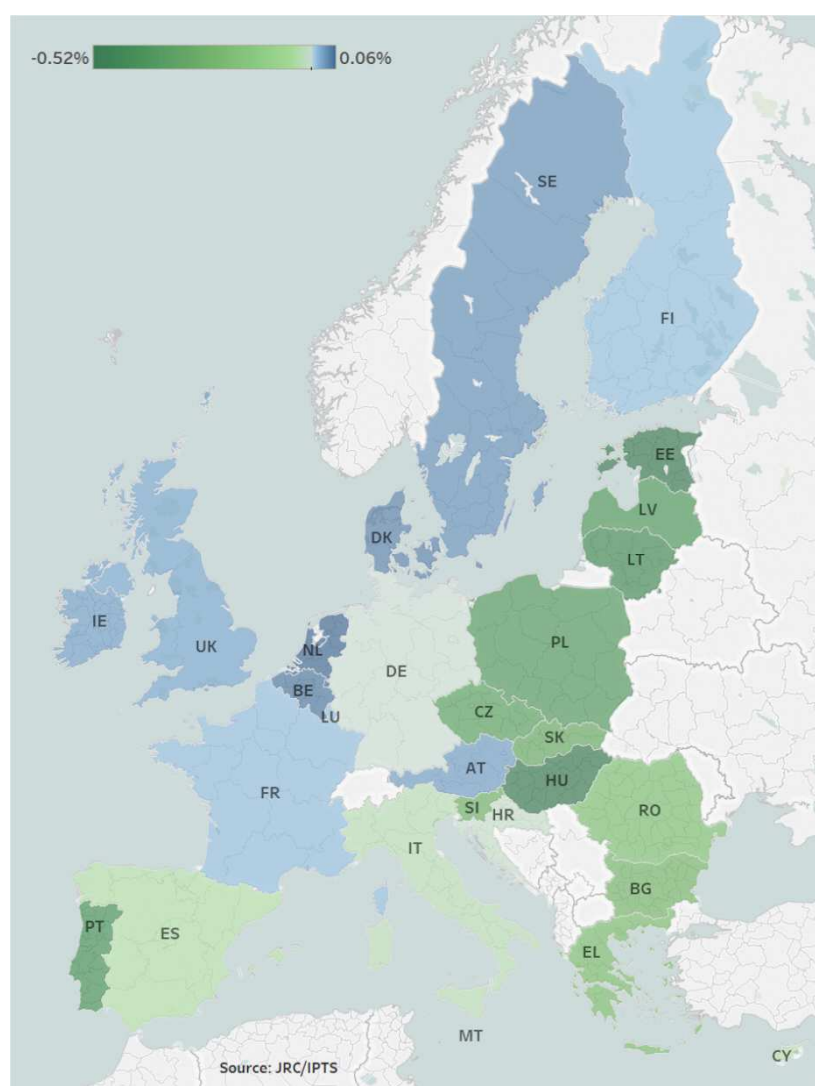 -0.52% 0.06%
SE
FI
EE
LV
DK
LT
IE
UK
NL
PL
BE
DE
LU
CZ
SK
AT
HU
FR
SI
HR
RO
IT
BG
PT
ES
EL
MT
CY
Source: JRC/IPTS